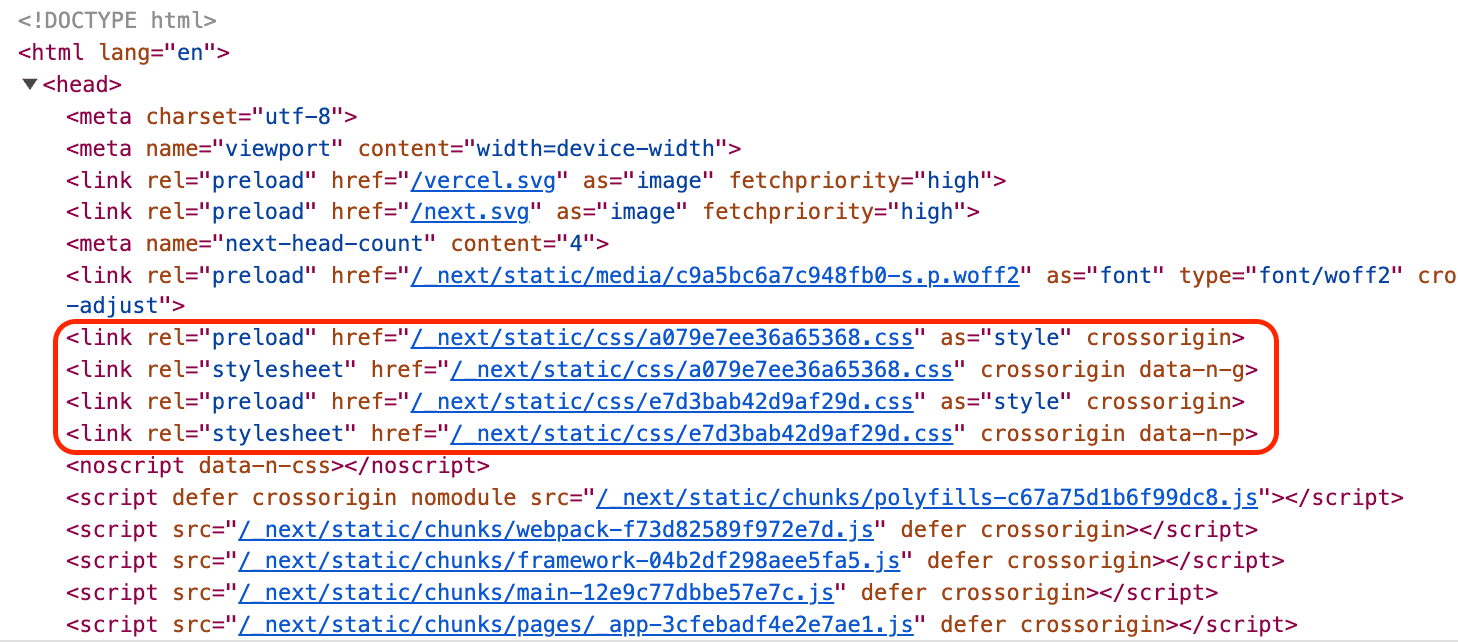 <!DOCTYPE html>
<html lang="en">
<head>
<meta charset="utf-8">
<meta name="viewport" content="width=device-width">
<link rel="preload" href="/vercel.svg" as="image" fetchpriority="high">
<link rel="preload" href="/next.svg" as="image" fetchpriority="high">
<meta name="next-head-count" content="4">
<link rel="preload" href="/_next/static/media/c9a5bc6a7c948fb0-s.p.woff2" as="font" type="font/woff2" cro
-adjust">
<link rel="preload" href="/_next/static/css/a079e7ee36a65368.css" as="style" crossorigin>
<link rel="stylesheet" href="/_next/static/css/a079e7ee36a65368.css" crossorigin data-n-g>
<link rel="preload" href="/_next/static/css/e7d3bab42d9af29d.css" as="style" crossorigin>
<link rel="stylesheet" href="/_next/static/css/e7d3bab42d9af29d.css" crossorigin data-n-p>
<noscript data-n-css></noscript>
<script defer crossorigin nomodule src="/_next/static/chunks/polyfills-c67a75d1b6f99dc8.js"></script>
<script src="/_next/static/chunks/webpack-f73d82589f972e7d.js" defer crossorigin></script>
<script src="/_next/static/chunks/framework-04b2df298aee5fa5.js" defer crossorigin></script>
<script src="/_next/static/chunks/main-12e9c77dbbe57e7c.js" defer crossorigin></script>
<script src="/_next/static/chunks/pages/_app-3cfebadf4e2e7ae1.js" defer crossorigin></script>